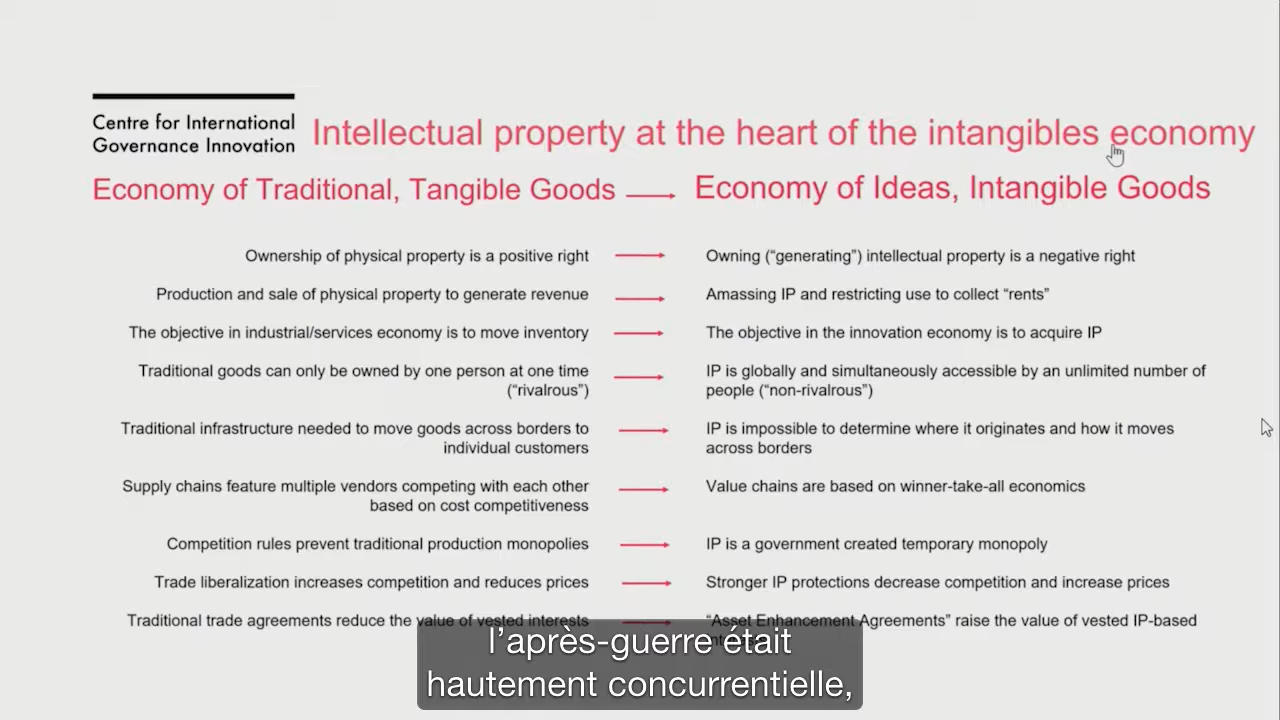 Centre for International
Governance Innovation
Intellectual property at the heart of the intangibles economy
Economy of Traditional, Tangible Goods
Economy of Ideas, Intangible Goods
Ownership of physical property is a positive right
Owning (“generating”) intellectual property is a negative right
Production and sale of physical property to generate revenue
Amassing IP and restricting use to collect “rents”
The objective in industrial/services economy is to move inventory
The objective in the innovation economy is to acquire IP
Traditional goods can only be owned by one person at one time
(“rivalrous”)
IP is globally and simultaneously accessible by an unlimited number of
people (“non-rivalrous”)
Traditional infrastructure needed to move goods across borders to
individual customers
IP is impossible to determine where it originates and how it moves
across borders
Supply chains feature multiple vendors competing with each other
based on cost competitiveness
Value chains are based on winner-take-all economics
Competition rules prevent traditional production monopolies
IP is a government created temporary monopoly
Trade liberalization increases competition and reduces prices
Stronger IP protections decrease competition and increase prices
Traditional trade agreements reduce the value of vested interests
“Asset Enhancement Agreements” raise the value of vested IP-based
l’après-guerre était
hautement concurrentielle,